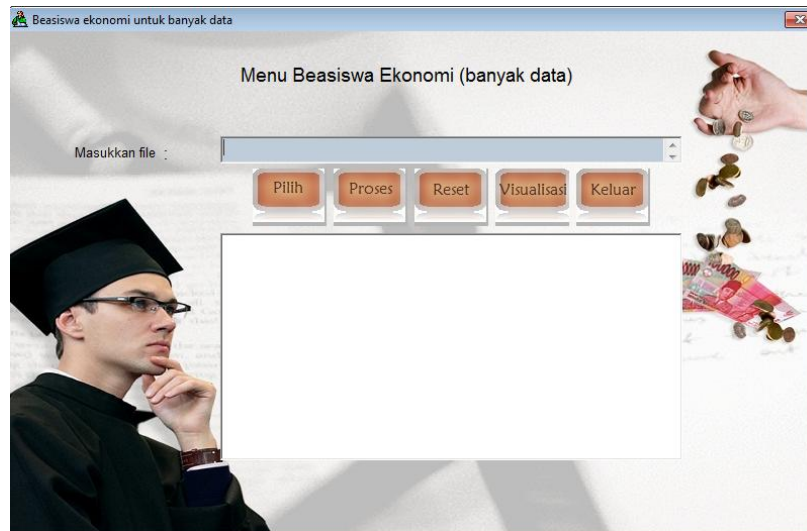 Beasiswa ekonomi untuk banyak data
Menu Beasiswa Ekonomi (banyak data)
Masukkan file :
Pilih Proses Reset Visualisasi Keluar